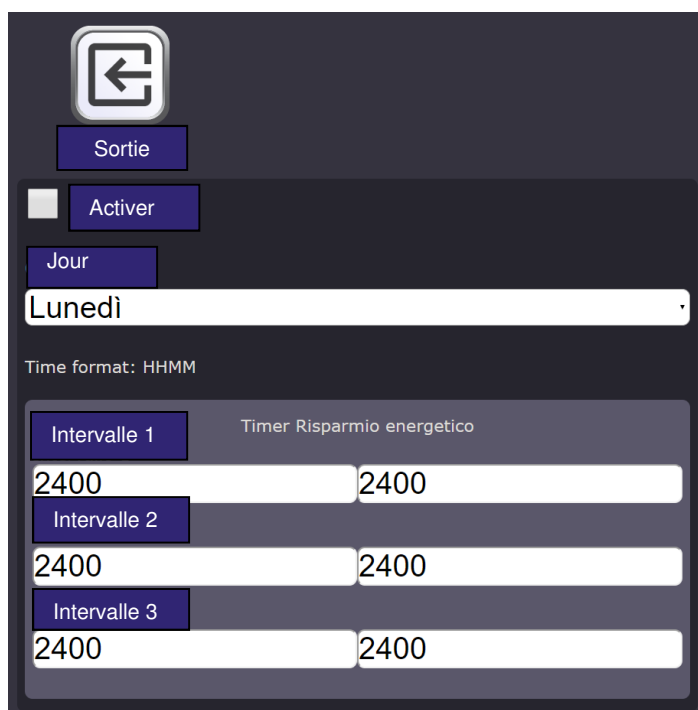 Sortie
Activer
Jour
Lunedì
Time format: HHMM
Intervalle 1
Timer Risparmio energetico
2400 2400
Intervalle 2
2400 2400
Intervalle 3
2400 2400